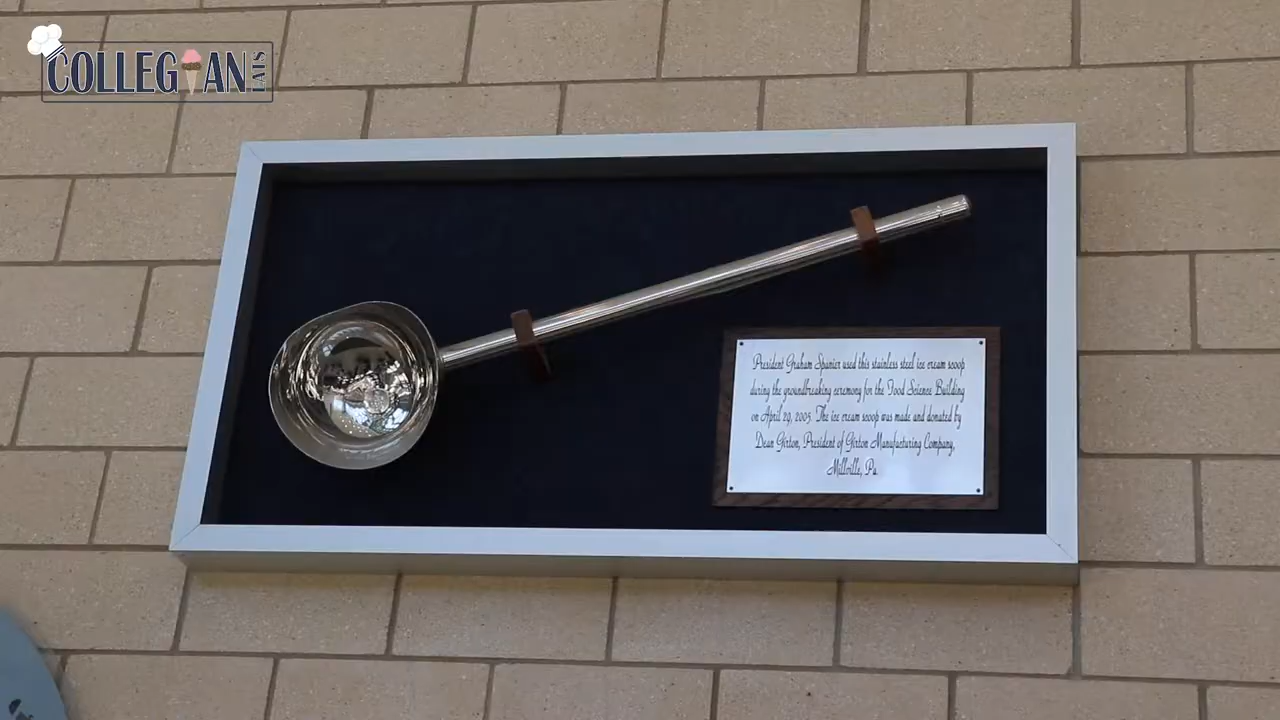 COLLEGIAN EATS
President Graham Spanier used this stainless steel ice cream scoop
during the groundbreaking ceremony for the Food Science Building
on April 29, 2005. The ice cream scoop was made and donated by
Dean Girton, President of Girton Manufacturing Company,
Millville, Pa.